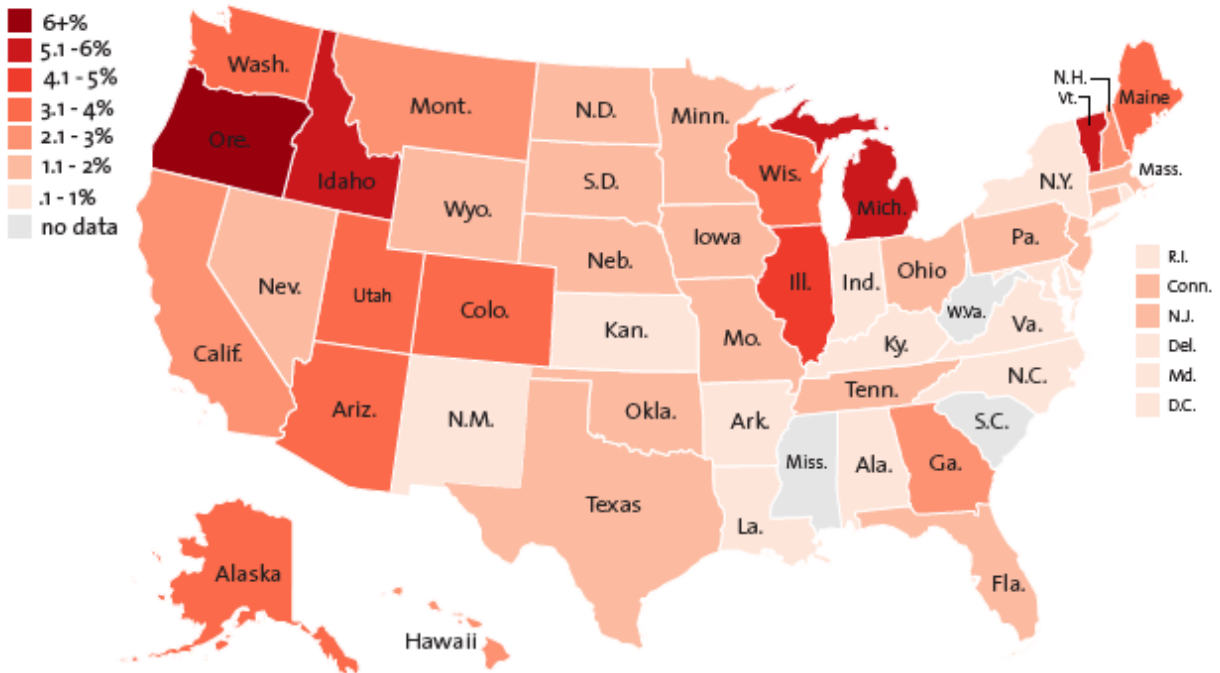 6+%
5.1 -6%
4.1 - 5%
3.1 - 4%
2.1 - 3%
1.1 - 2%
.1 - 1%
no data
Wash.
Mont.
N.D.
Minn.
N.H.
Vt.
Maine
Ore.
Idaho
S.D.
Wis.
Mich.
N.Y.
Mass.
Wyo.
Iowa
Pa.
Neb.
Ohio
Nev.
Utah
Colo.
Ill.
Ind.
W.Va.
Va.
Calif.
Kan.
Mo.
Ky.
N.C.
Ariz.
N.M.
Okla.
Ark.
Tenn.
S.C.
Miss.
Ala.
Ga.
Texas
La.
Fla.
Alaska
Hawaii
R.I.
Conn.
N.J.
Del.
Md.
D.C.